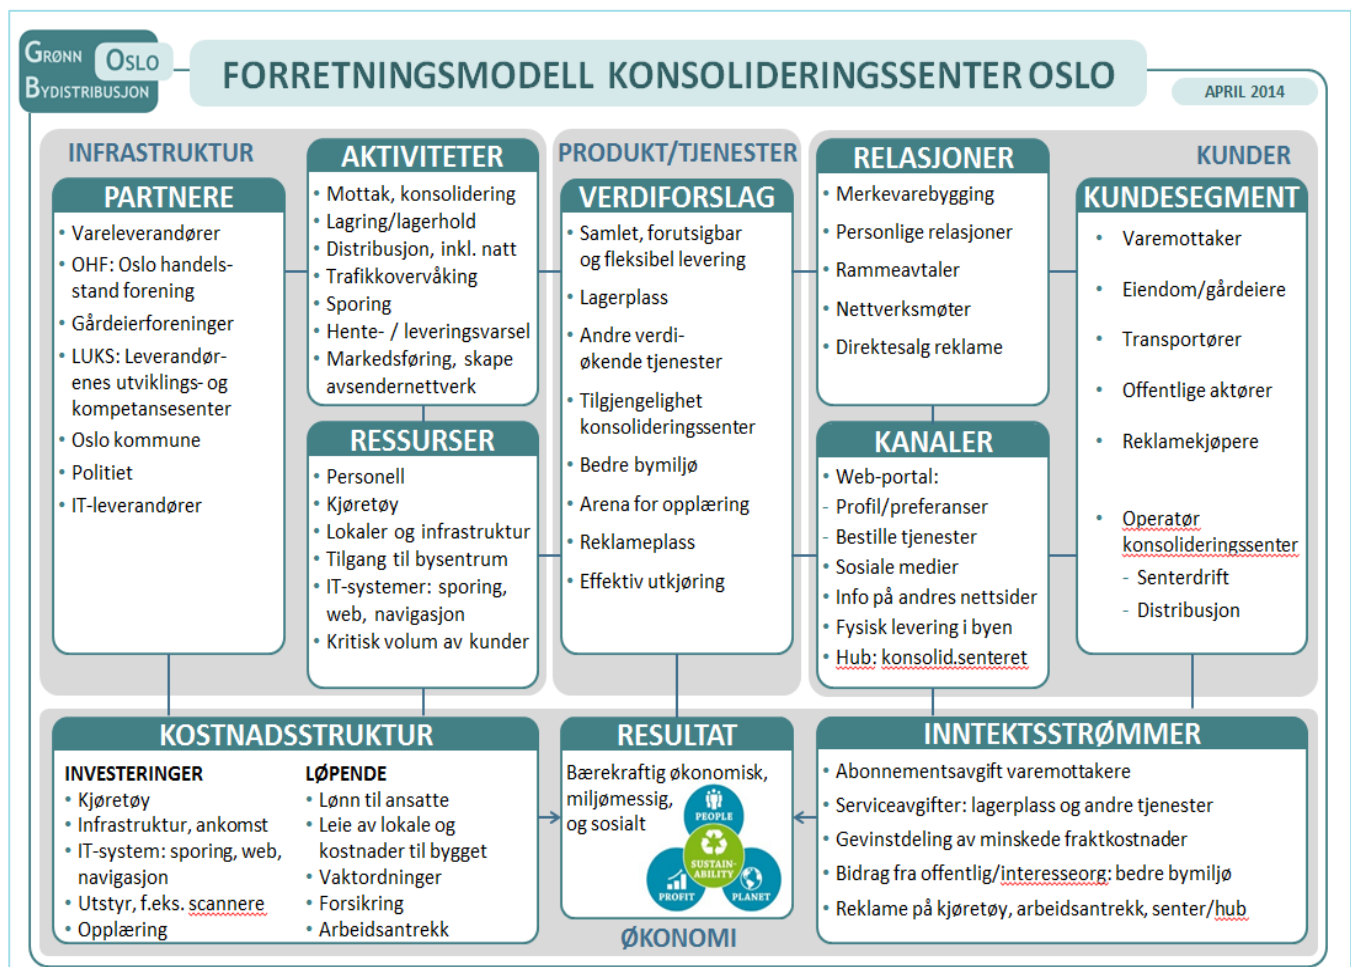 GRØNN
OSLO
BYDISTRIBUSJON
FORRETNINGSMODELL KONSOLIDERINGSSENTER OSLO
APRIL 2014
INFRASTRUKTUR
PARTNERE
• Vareleverandører
• OHF: Oslo handels-
stand forening
• Gårdeierforeninger
• LUKS: Leverandør-
enes utviklings- og
kompetansesenter
• Oslo kommune
• Politiet
• IT-leverandører
AKTIVITETER
• Mottak, konsolidering
• Lagring/lagerhold
• Distribusjon, inkl. natt
• Trafikkovervåking
• Sporing
• Hente- / leveringsvarsel
• Markedsføring, skape
avsendernettverk
RESSURSER
• Personell
• Kjøretøy
• Lokaler og infrastruktur
• Tilgang til bysentrum
• IT-systemer: sporing,
web, navigasjon
• Kritisk volum av kunder
PRODUKT/TJENESTER
VERDIFORSLAG
• Samlet, forutsigbar
og fleksibel levering
• Lagerplass
• Andre verdi-
økende tjenester
• Tilgjengelighet
konsolideringssenter
• Bedre bymiljø
• Arena for opplæring
• Reklameplass
• Effektiv utkjøring
RELASJONER
• Merkevarebygging
• Personlige relasjoner
• Rammeavtaler
• Nettverksmøter
• Direktesalg reklame
KANALER
• Web-portal:
- Profil/preferanser
- Bestille tjenester
• Sosiale medier
• Info på andres nettsider
• Fysisk levering i byen
• Hub: konsolid.senteret
KUNDER
KUNDESEGMENT
• Varemottaker
• Eiendom/gårdeiere
• Transportører
• Offentlige aktører
• Reklamekjøpere
• Operatør
konsolideringssenter
- Senterdrift
- Distribusjon
KOSTNADSSTRUKTUR
INVESTERINGER
• Kjøretøy
• Infrastruktur, ankomst
• IT-system: sporing, web,
navigasjon
• Utstyr, f.eks. scannere
• Opplæring
LØPENDE
• Lønn til ansatte
• Leie av lokale og
kostnader til bygget
• Vaktordninger
• Forsikring
• Arbeidsantrekk
RESULTAT
Bærekraftig økonomisk,
miljømessig,
og sosialt
PEOPLE
SUSTAIN-
ABILITY
PROFIT
PLANET
ØKONOMI
INNTEKTSSTRØMMER
• Abonnementsavgift varemottakere
• Serviceavgifter: lagerplass og andre tjenester
• Gevinstdeling av minskede fraktkostnader
• Bidrag fra offentlig/interesseorg: bedre bymiljø
• Reklame på kjøretøy, arbeidsantrekk, senter/hub